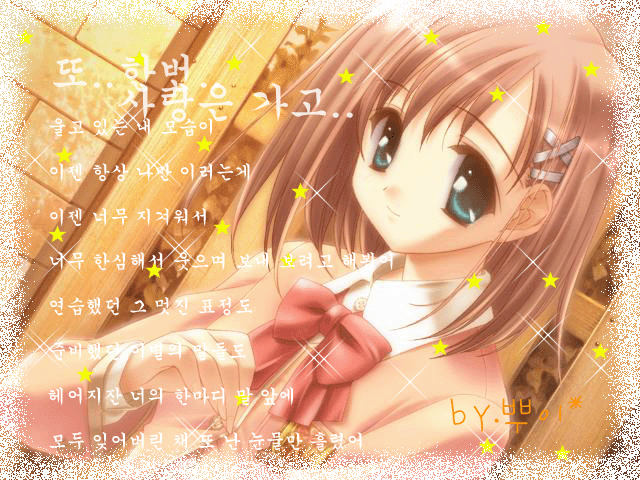 또.. 한번.
사랑은 가고..
울고 있는 내 모습이
이젠 항상 나만 이러는게
이젠 너무 지겨워서
너무 한심해서 웃으며 보내 보려고 해봤어
연습했던 그 멋진 표정도
준비했던 이별의 말들도
헤어지잔 너의 한마디 말 앞에
모두 잊어버린 채 또 난 눈물만 흘렸어
by.쁘이*